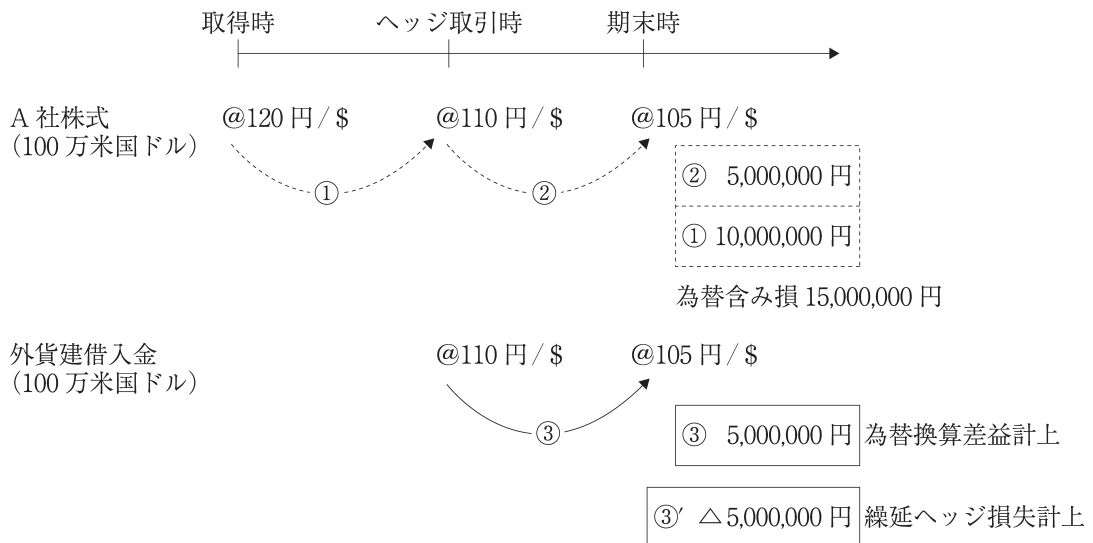 取得時 ヘッジ取引時 期末時
A 社株式 @120 円/$ @110 円/$ @105 円/$
(100 万米国ドル)
① ②
② 5,000,000 円
① 10,000,000 円
為替含み損 15,000,000 円
外貨建借入金 @110 円/$ @105 円/$
(100 万米国ドル)
③
③ 5,000,000 円 為替換算差益計上
③′ △5,000,000 円 繰延ヘッジ損失計上